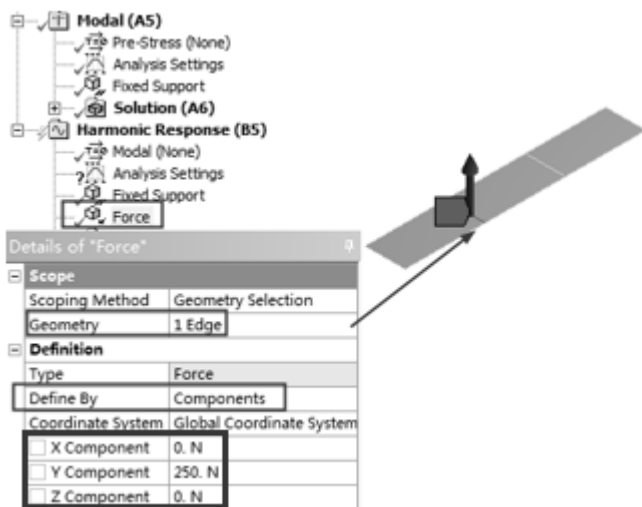 Modal (A5)
Pre-Stress (None)
Analysis Settings
Fixed Support
Solution (A6)
Harmonic Response (B5)
Modal (None)
Analysis Settings
Fixed Support
Force
Details of "Force"
Scope
Scoping Method Geometry Selection
Geometry 1 Edge
Definition
Type Force
Define By Components
Coordinate System Global Coordinate System
X Component 0. N
Y Component 250. N
Z Component 0. N